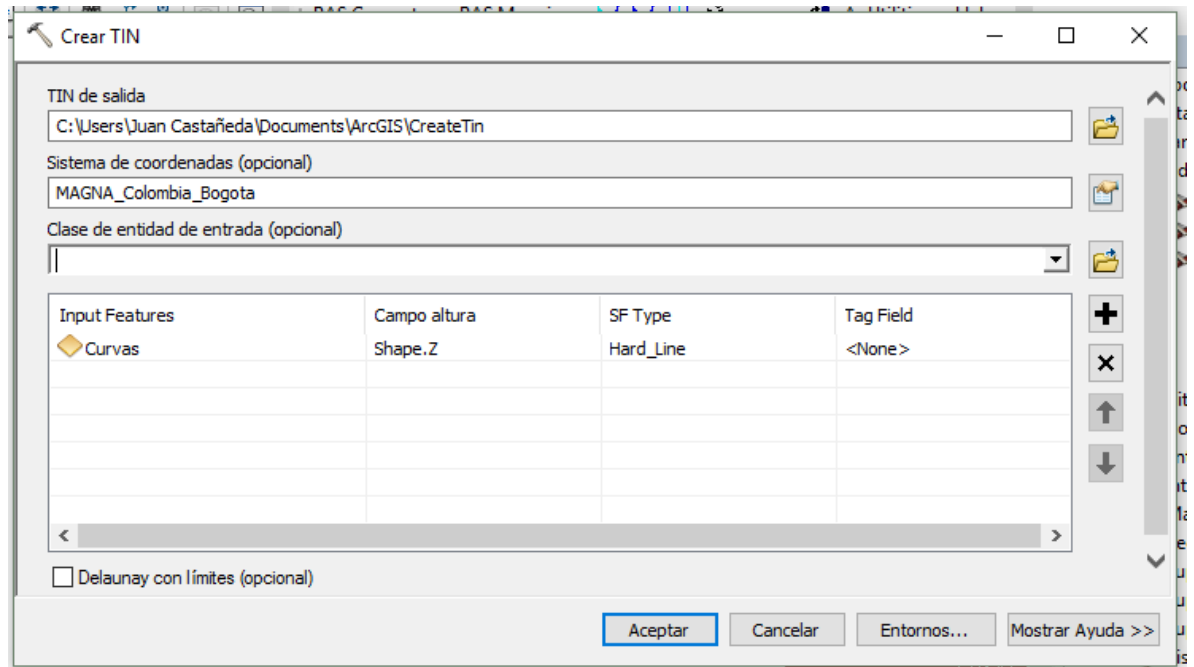 Crear TIN
TIN de salida
C:\Users\Juan Castañeda\Documents\ArcGIS\CreateTin
Sistema de coordenadas (opcional)
MAGNA_Colombia_Bogota
Clase de entidad de entrada (opcional)
Input Features Campo altura SF Type Tag Field
Curvas Shape.Z Hard_Line <None>
Delaunay con límites (opcional)
Aceptar Cancelar Entornos... Mostrar Ayuda >>